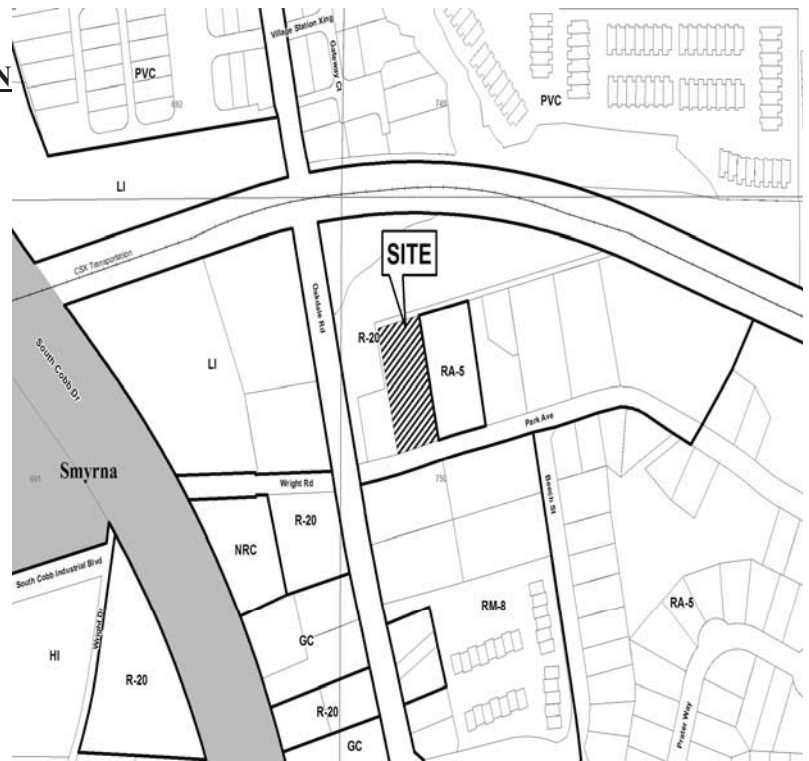 Village Station Xing
Gateway Ct
N
PVC
692
749
PVC
LI
CSX Transportation
SITE
Oakdale Rd
R-20
LI
RA-5
South Cobb Dr
Park Ave
Smyrna
691
Wright Rd
750
Beech St
R-20
NRC
South Cobb Industrial Blvd
Wright Dr
RM-8
RA-5
GC
HI
R-20
R-20
Prater Way
GC